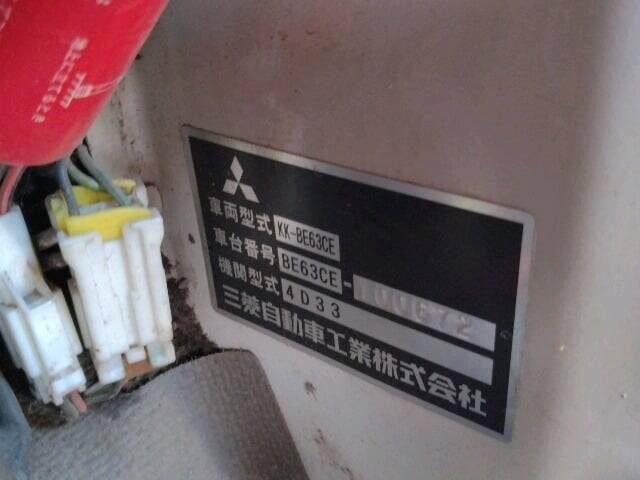 車両型式 KK-BE63CE
車台番号 BE63CE-100672
機関型式 4D33
三菱自動車工業株式会社